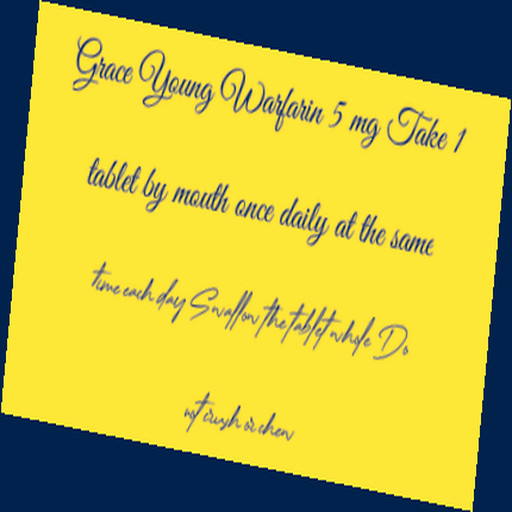 Grace Young Warfarin 5 mg Take 1
tablet by mouth once daily at the same
time each day Swallow the tablet whole Do
not crush or chew